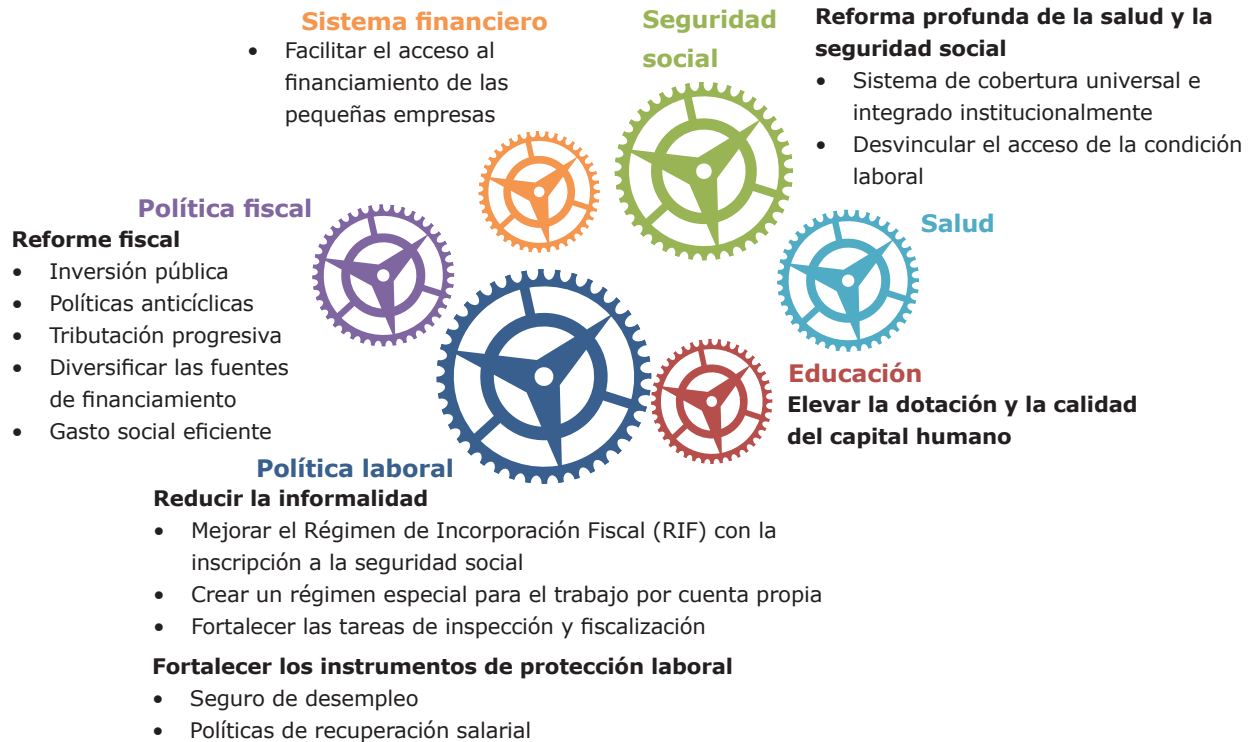 Sistema financiero
• Facilitar el acceso al
financiamiento de las
pequeñas empresas
Seguridad
social
Reforma profunda de la salud y la
seguridad social
• Sistema de cobertura universal e
integrado institucionalmente
• Desvincular el acceso de la condición
laboral
Salud
Política fiscal
Reforme fiscal
• Inversión pública
• Políticas anticíclicas
• Tributación progresiva
• Diversificar las fuentes
de financiamiento
• Gasto social eficiente
Educación
Elevar la dotación y la calidad
del capital humano
Política laboral
Reducir la informalidad
• Mejorar el Régimen de Incorporación Fiscal (RIF) con la
inscripción a la seguridad social
• Crear un régimen especial para el trabajo por cuenta propia
• Fortalecer las tareas de inspección y fiscalización
Fortalecer los instrumentos de protección laboral
• Seguro de desempleo
• Políticas de recuperación salarial